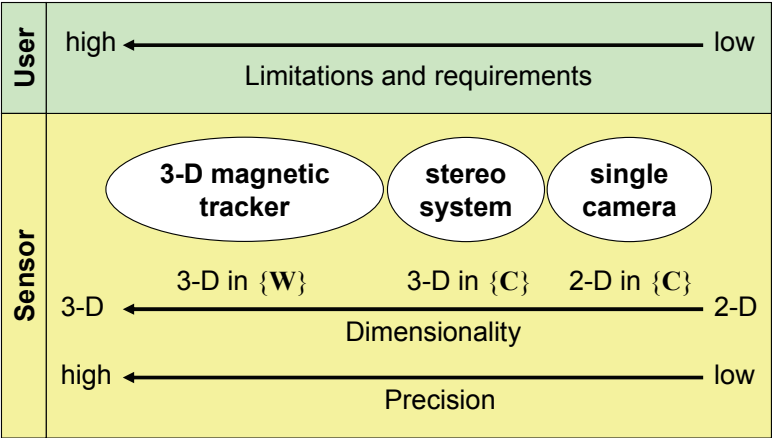 User
high
low
Limitations and requirements
Sensor
3-D magnetic
tracker
stereo
system
single
camera
3-D in {W}
3-D in {C}
2-D in {C}
3-D
2-D
Dimensionality
high
low
Precision